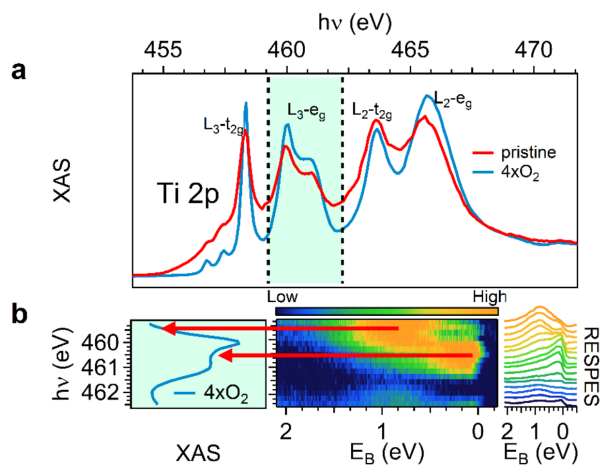 hν (eV)
455 460 465 470
a
L3-t2g
L3-eg
L2-t2g
L2-eg
pristine
4xO2
Ti 2p
XAS
Low High
b
460
461
462
hν (eV)
4xO2
RESPES
2 1 0
2 1 0
XAS
EB (eV)
EB (eV)